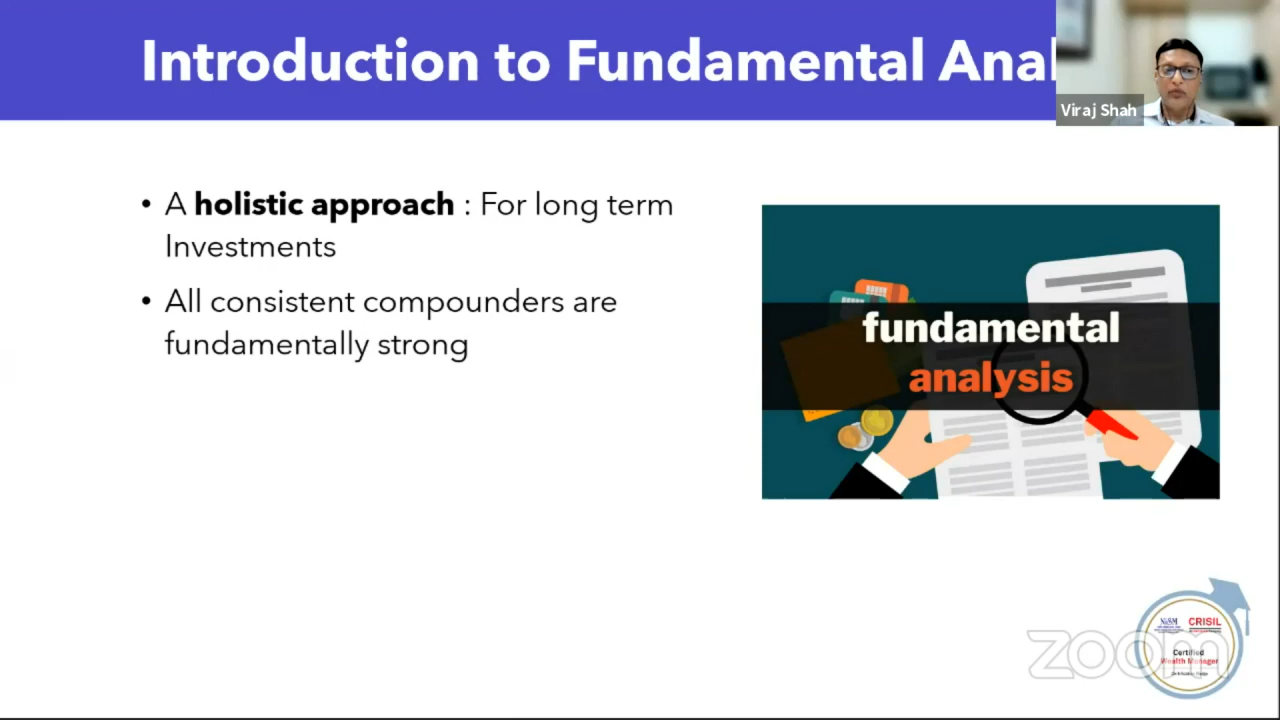 Introduction to Fundamental Anal
Viraj Shah
• A holistic approach : For long term
Investments
• All consistent compounders are
fundamentally strong
fundamental
analysis
NISM CRISIL
Certified
Wealth Manager
zoom